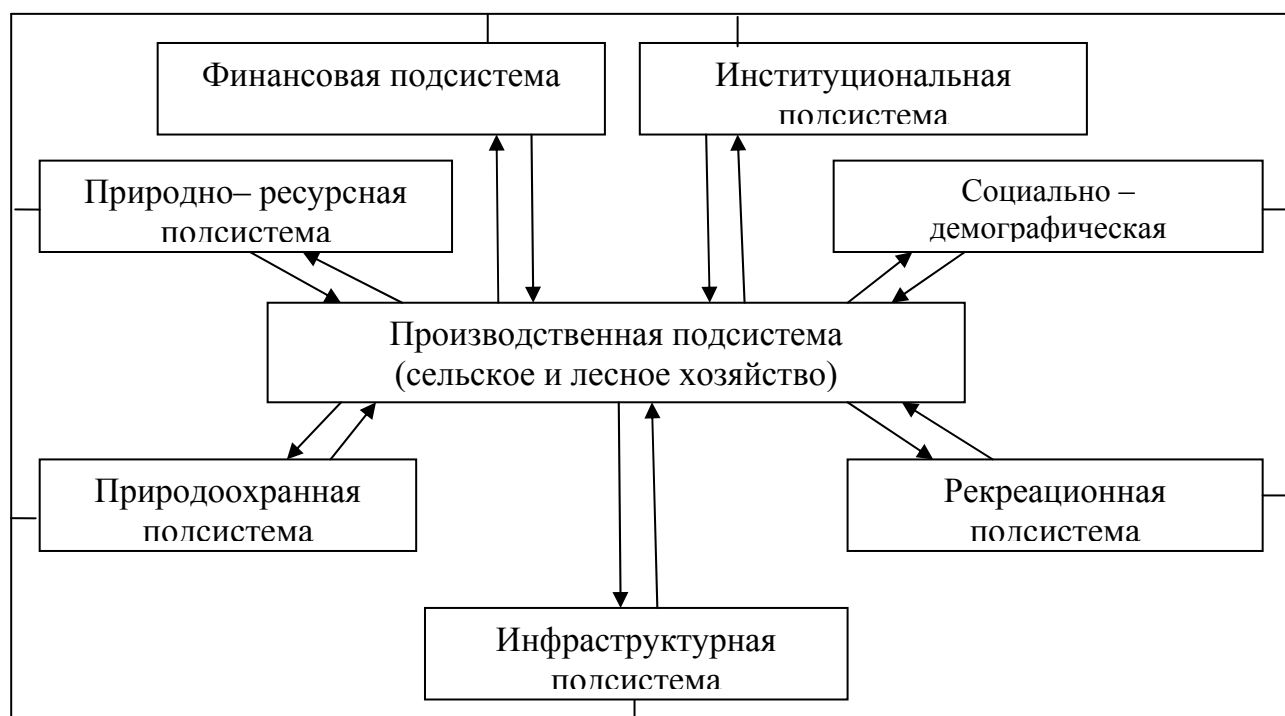 Финансовая подсистема
Институциональная
подсистема
Природно– ресурсная
подсистема
Социально –
демографическая
Производственная подсистема
(сельское и лесное хозяйство)
Природоохранная
подсистема
Рекреационная
подсистема
Инфраструктурная
подсистема